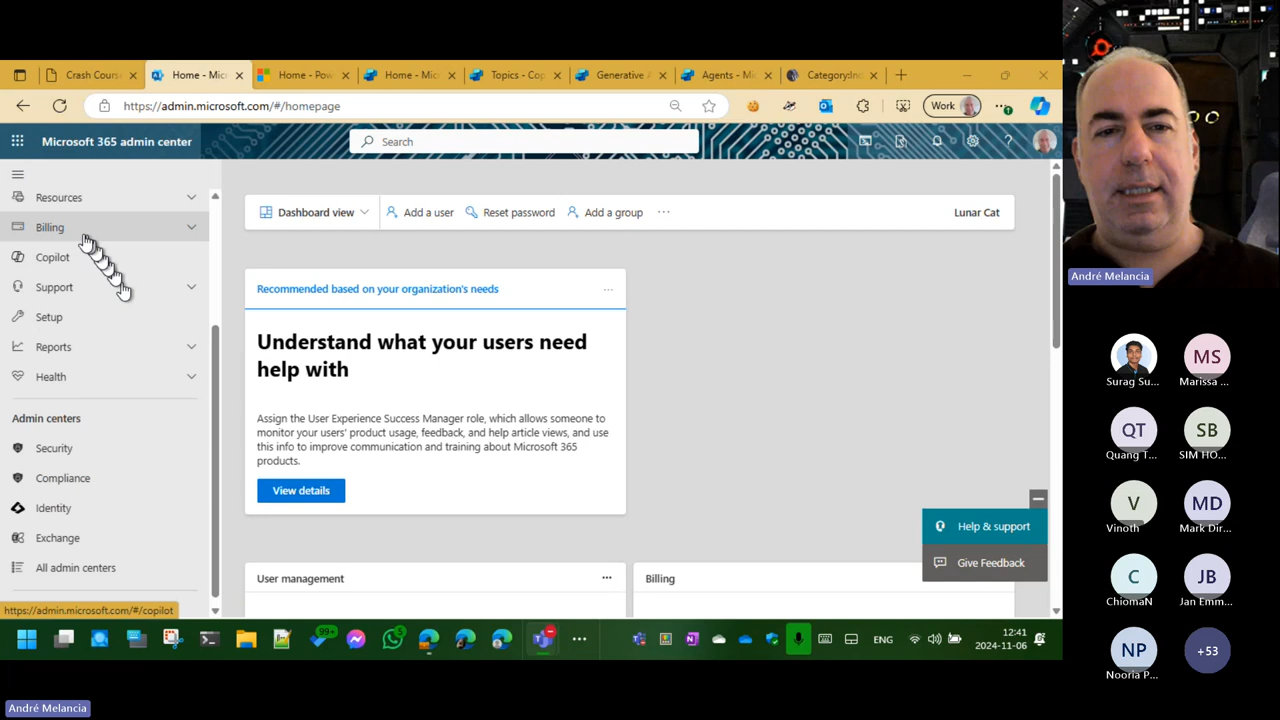 Crash Cours
Home - Mic
Home - Pow
Home - Mic
Topics - Cop
Generative A
Agents - Mi
Category:Inc
https://admin.microsoft.com/#/homepage
Work
Microsoft 365 admin center
Search
Resources
Billing
Copilot
Support
Setup
Reports
Health
Admin centers
Security
Compliance
Identity
Exchange
All admin centers
https://admin.microsoft.com/#/copilot
Dashboard view
Add a user
Reset password
Add a group
Lunar Cat
Recommended based on your organization's needs
Understand what your users need
help with
Assign the User Experience Success Manager role, which allows someone to
monitor your users' product usage, feedback, and help article views, and use
this info to improve communication and training about Microsoft 365
products.
View details
Help & support
Give Feedback
User management
Billing
99+
5
ENG
12:41
2024-11-06
André Melancia
Surag Su...
MS
Marissa ...
QT
Quang T...
SB
SIM HO...
V
Vinoth
MD
Mark Dir...
C
ChiomaN
JB
Jan Emm...
NP
Nooria P...
+53
André Melancia